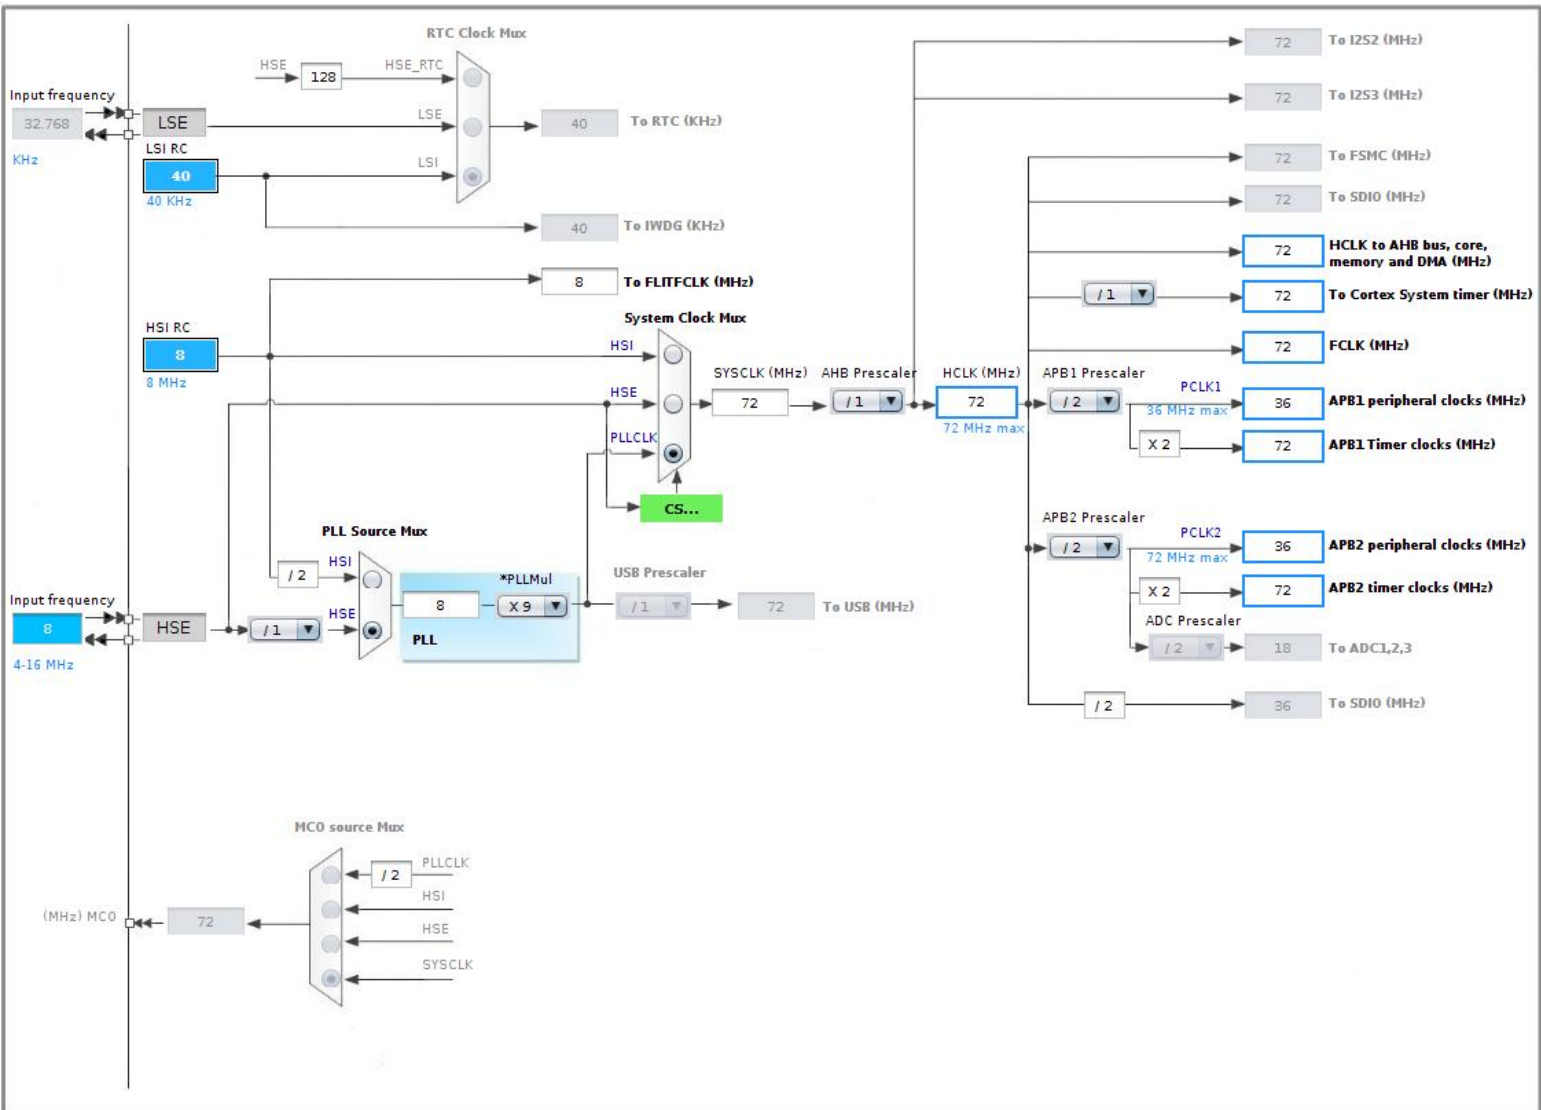 RTC Clock Mux
HSE
128
HSE_RTC
Input frequency
32.768
KHz
LSE
LSE
LSI RC
40
40 KHz
LSI
40
To RTC (KHz)
40
To IWDG (KHz)
8
To FLITFCLK (MHz)
HSI RC
8
8 MHz
System Clock Mux
HSI
HSE
PLLCLK
CS...
SYSCLK (MHz)
72
AHB Prescaler
/ 1
HCLK (MHz)
72
72 MHz max
72
To I2S2 (MHz)
72
To I2S3 (MHz)
72
To FSMC (MHz)
72
To SDIO (MHz)
72
HCLK to AHB bus, core,
memory and DMA (MHz)
/ 1
72
To Cortex System timer (MHz)
72
FCLK (MHz)
APB1 Prescaler
/ 2
PCLK1
36 MHz max
36
APB1 peripheral clocks (MHz)
X 2
72
APB1 Timer clocks (MHz)
APB2 Prescaler
/ 2
PCLK2
72 MHz max
36
APB2 peripheral clocks (MHz)
X 2
72
APB2 timer clocks (MHz)
ADC Prescaler
/ 2
18
To ADC1,2,3
/ 2
36
To SDIO (MHz)
PLL Source Mux
/ 2
HSI
HSE
Input frequency
8
4-16 MHz
HSE
/ 1
8
*PLLMul
X 9
PLL
USB Prescaler
/ 1
72
To USB (MHz)
MCO source Mux
PLLCLK
/ 2
HSI
HSE
SYSCLK
(MHz) MCO
72